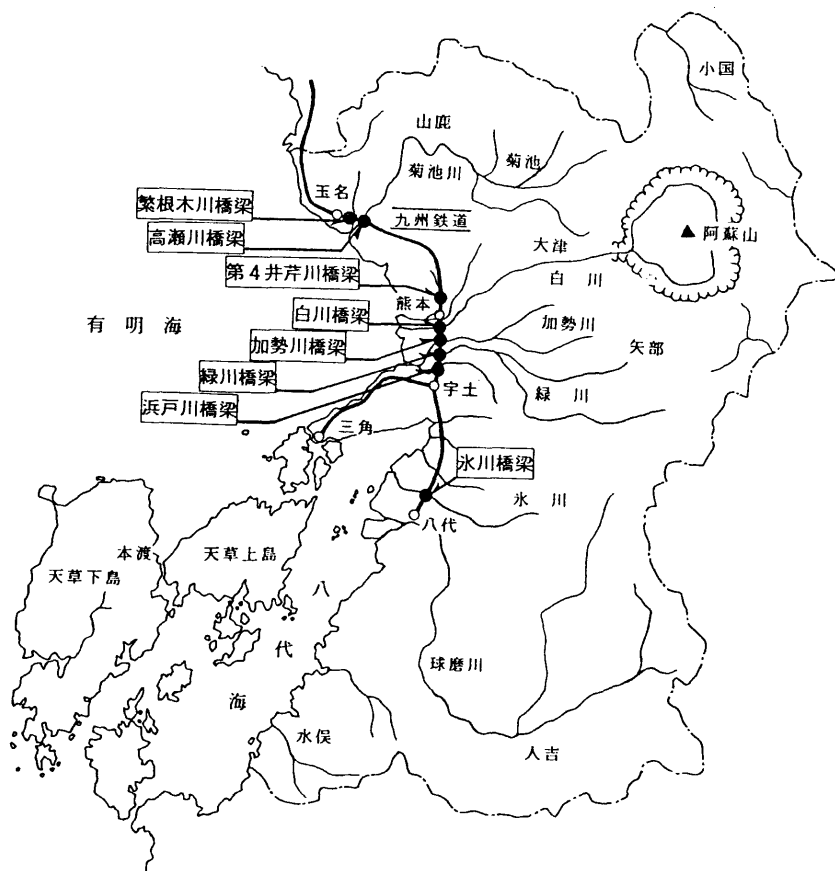 小国
山鹿
菊池
菊池川
玉名
繁根木川橋梁
九州鉄道
高瀬川橋梁
阿蘇山
大津
第4井芹川橋梁
白川
熊本
白川橋梁
加勢川
有明海
加勢川橋梁
矢部
緑川橋梁
宇土
緑川
浜戸川橋梁
三角
氷川橋梁
氷川
八代
本渡
天草上島
天草下島
八代海
球磨川
水俣
人吉